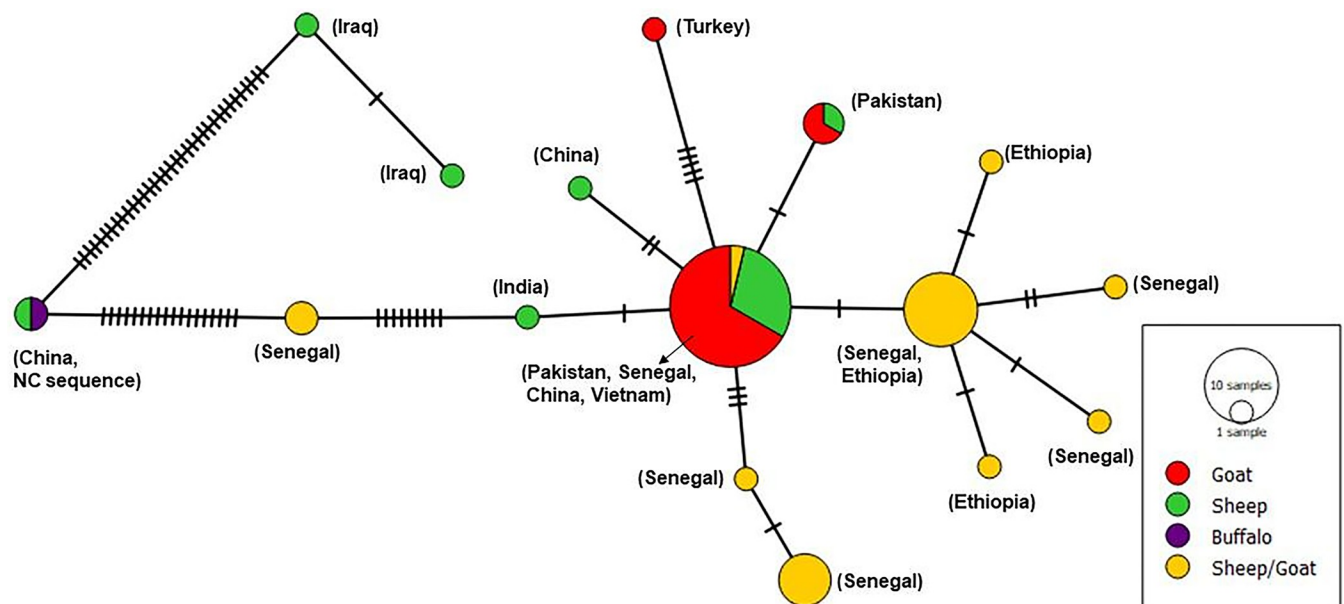 (Iraq)
(Turkey)
(Pakistan)
(China)
(Ethiopia)
(Iraq)
(India)
(Senegal)
(China,
NC sequence)
(Senegal)
(Pakistan, Senegal,
China, Vietnam)
(Senegal,
Ethiopia)
(Senegal)
(Senegal)
(Ethiopia)
(Senegal)
10 samples
1 sample
Goat
Sheep
Buffalo
Sheep/Goat